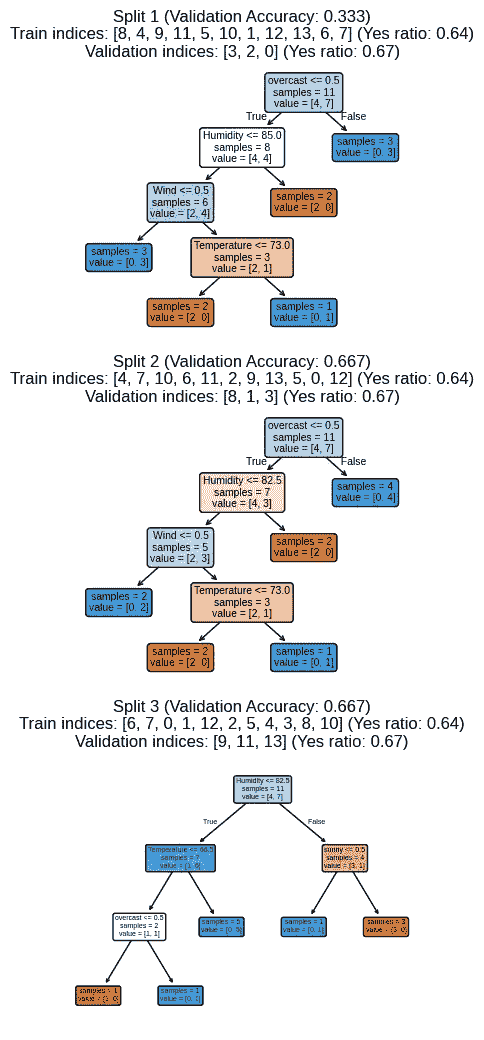 Split 1 (Validation Accuracy: 0.333)
Train indices: [8, 4, 9, 11, 5, 10, 1, 12, 13, 6, 7] (Yes ratio: 0.64)
Validation indices: [3, 2, 0] (Yes ratio: 0.67)
overcast <= 0.5
samples = 11
value = [4, 7]
True
False
Humidity <= 85.0
samples = 8
value = [4, 4]
samples = 3
value = [0, 3]
Wind <= 0.5
samples = 6
value = [2, 4]
samples = 2
value = [2, 0]
samples = 3
value = [0, 3]
Temperature <= 73.0
samples = 3
value = [2, 1]
samples = 2
value = [2, 0]
samples = 1
value = [0, 1]
Split 2 (Validation Accuracy: 0.667)
Train indices: [4, 7, 10, 6, 11, 2, 9, 13, 5, 0, 12] (Yes ratio: 0.64)
Validation indices: [8, 1, 3] (Yes ratio: 0.67)
overcast <= 0.5
samples = 11
value = [4, 7]
True
False
Humidity <= 82.5
samples = 7
value = [4, 3]
samples = 4
value = [0, 4]
Wind <= 0.5
samples = 5
value = [2, 3]
samples = 2
value = [2, 0]
samples = 2
value = [0, 2]
Temperature <= 73.0
samples = 3
value = [2, 1]
samples = 2
value = [2, 0]
samples = 1
value = [0, 1]
Split 3 (Validation Accuracy: 0.667)
Train indices: [6, 7, 0, 1, 12, 2, 5, 4, 3, 8, 10] (Yes ratio: 0.64)
Validation indices: [9, 11, 13] (Yes ratio: 0.67)
Humidity <= 82.5
samples = 11
value = [4, 7]
True
False
Temperature <= 66.5
samples = 7
value = [1, 6]
sunny <= 0.5
samples = 4
value = [3, 1]
overcast <= 0.5
samples = 2
value = [1, 1]
samples = 5
value = [0, 5]
samples = 1
value = [0, 1]
samples = 3
value = [3, 0]
samples = 1
value = [1, 0]
samples = 1
value = [0, 1]